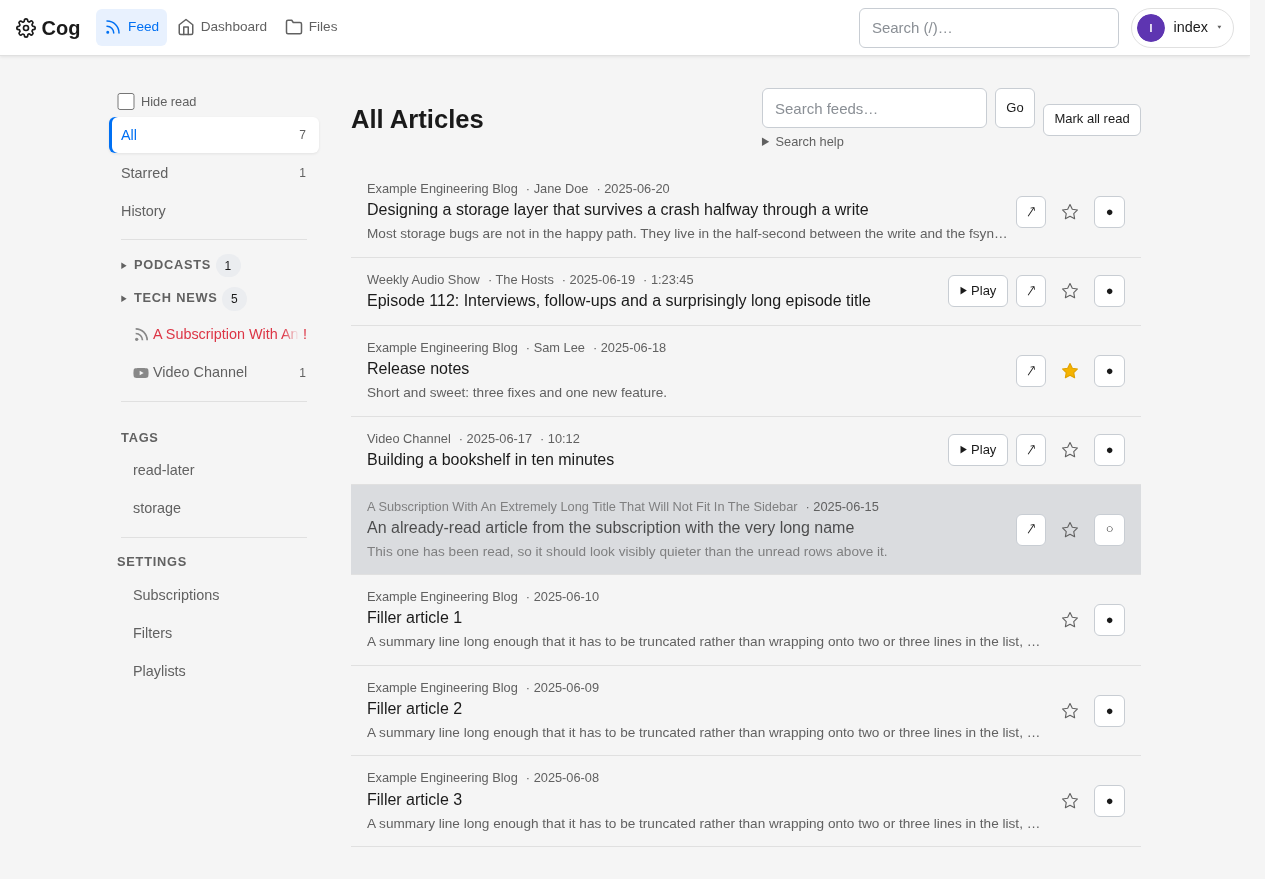 Cog
Feed
Dashboard
Files
Search (/)…
I
index
Hide read
All 7
Starred 1
History
PODCASTS 1
TECH NEWS 5
A Subscription With An !
Video Channel 1
TAGS
read-later
storage
SETTINGS
Subscriptions
Filters
Playlists
All Articles
Search feeds…
Go
Search help
Mark all read
Example Engineering Blog · Jane Doe · 2025-06-20
Designing a storage layer that survives a crash halfway through a write
Most storage bugs are not in the happy path. They live in the half-second between the write and the fsyn…
Weekly Audio Show · The Hosts · 2025-06-19 · 1:23:45
Episode 112: Interviews, follow-ups and a surprisingly long episode title
Play
Example Engineering Blog · Sam Lee · 2025-06-18
Release notes
Short and sweet: three fixes and one new feature.
Video Channel · 2025-06-17 · 10:12
Building a bookshelf in ten minutes
Play
A Subscription With An Extremely Long Title That Will Not Fit In The Sidebar · 2025-06-15
An already-read article from the subscription with the very long name
This one has been read, so it should look visibly quieter than the unread rows above it.
Example Engineering Blog · 2025-06-10
Filler article 1
A summary line long enough that it has to be truncated rather than wrapping onto two or three lines in the list, …
Example Engineering Blog · 2025-06-09
Filler article 2
A summary line long enough that it has to be truncated rather than wrapping onto two or three lines in the list, …
Example Engineering Blog · 2025-06-08
Filler article 3
A summary line long enough that it has to be truncated rather than wrapping onto two or three lines in the list, …